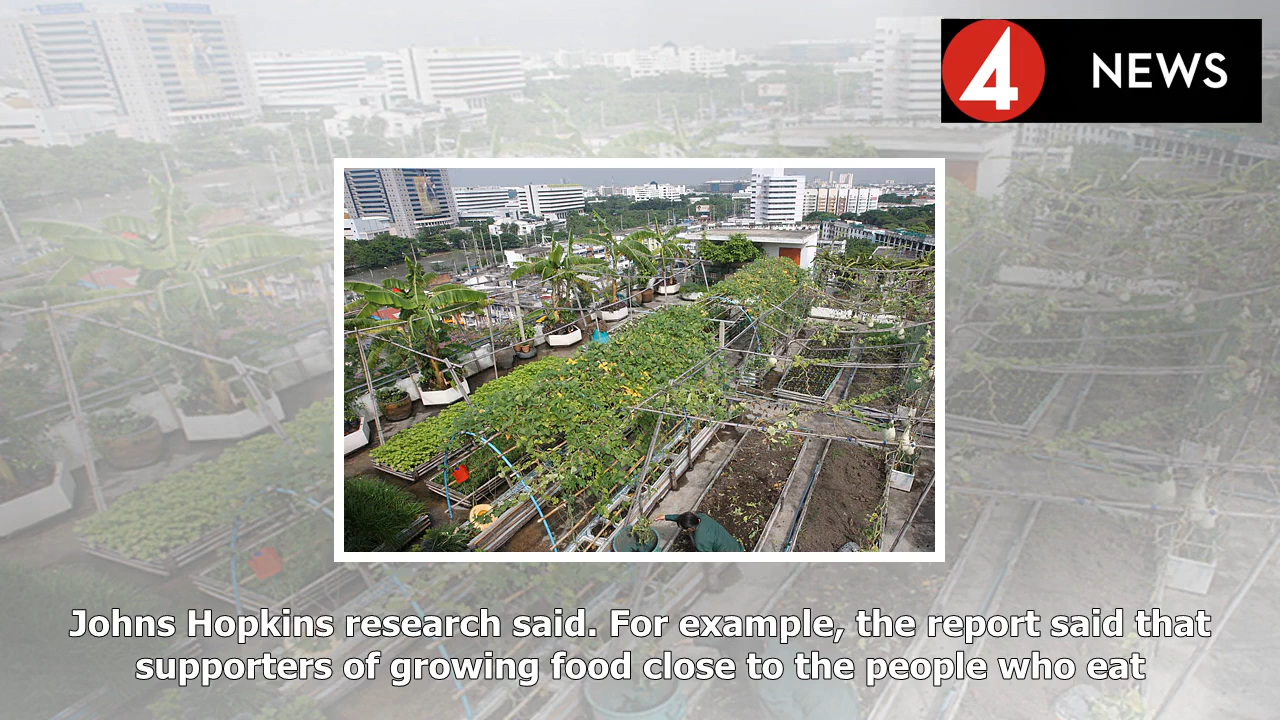 4 NEWS
Johns Hopkins research said. For example, the report said that
supporters of growing food close to the people who eat